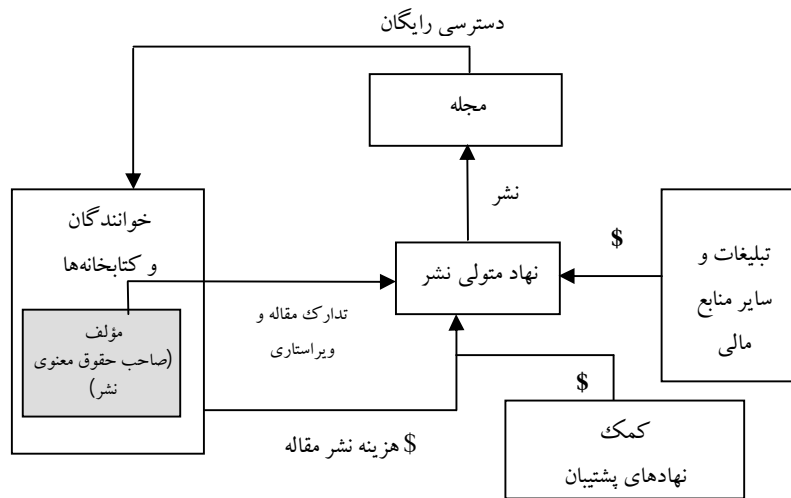 دسترسی رایگان
مجله
نشر
خوانندگان
و کتابخانه‌ها
مؤلف
(صاحب حقوق معنوی
نشر)
نهاد متولی نشر
$
تبلیغات و
سایر منابع
مالی
تدارک مقاله و
ویراستاری
$
$ هزینه نشر مقاله
کمک
نهادهای پشتیبان